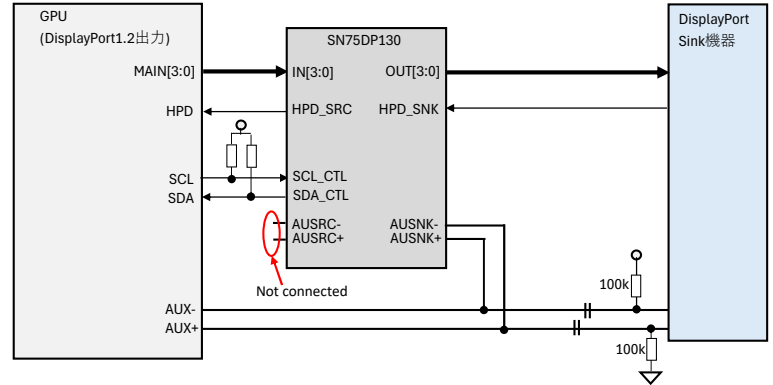 GPU
(DisplayPort1.2出力)
MAIN[3:0]
HPD
SCL
SDA
AUX-
AUX+
SN75DP130
IN[3:0]
OUT[3:0]
HPD_SRC
HPD_SNK
SCL_CTL
SDA_CTL
AUSRC-
AUSRC+
AUSNK-
AUSNK+
Not connected
100k
100k
DisplayPort
Sink機器